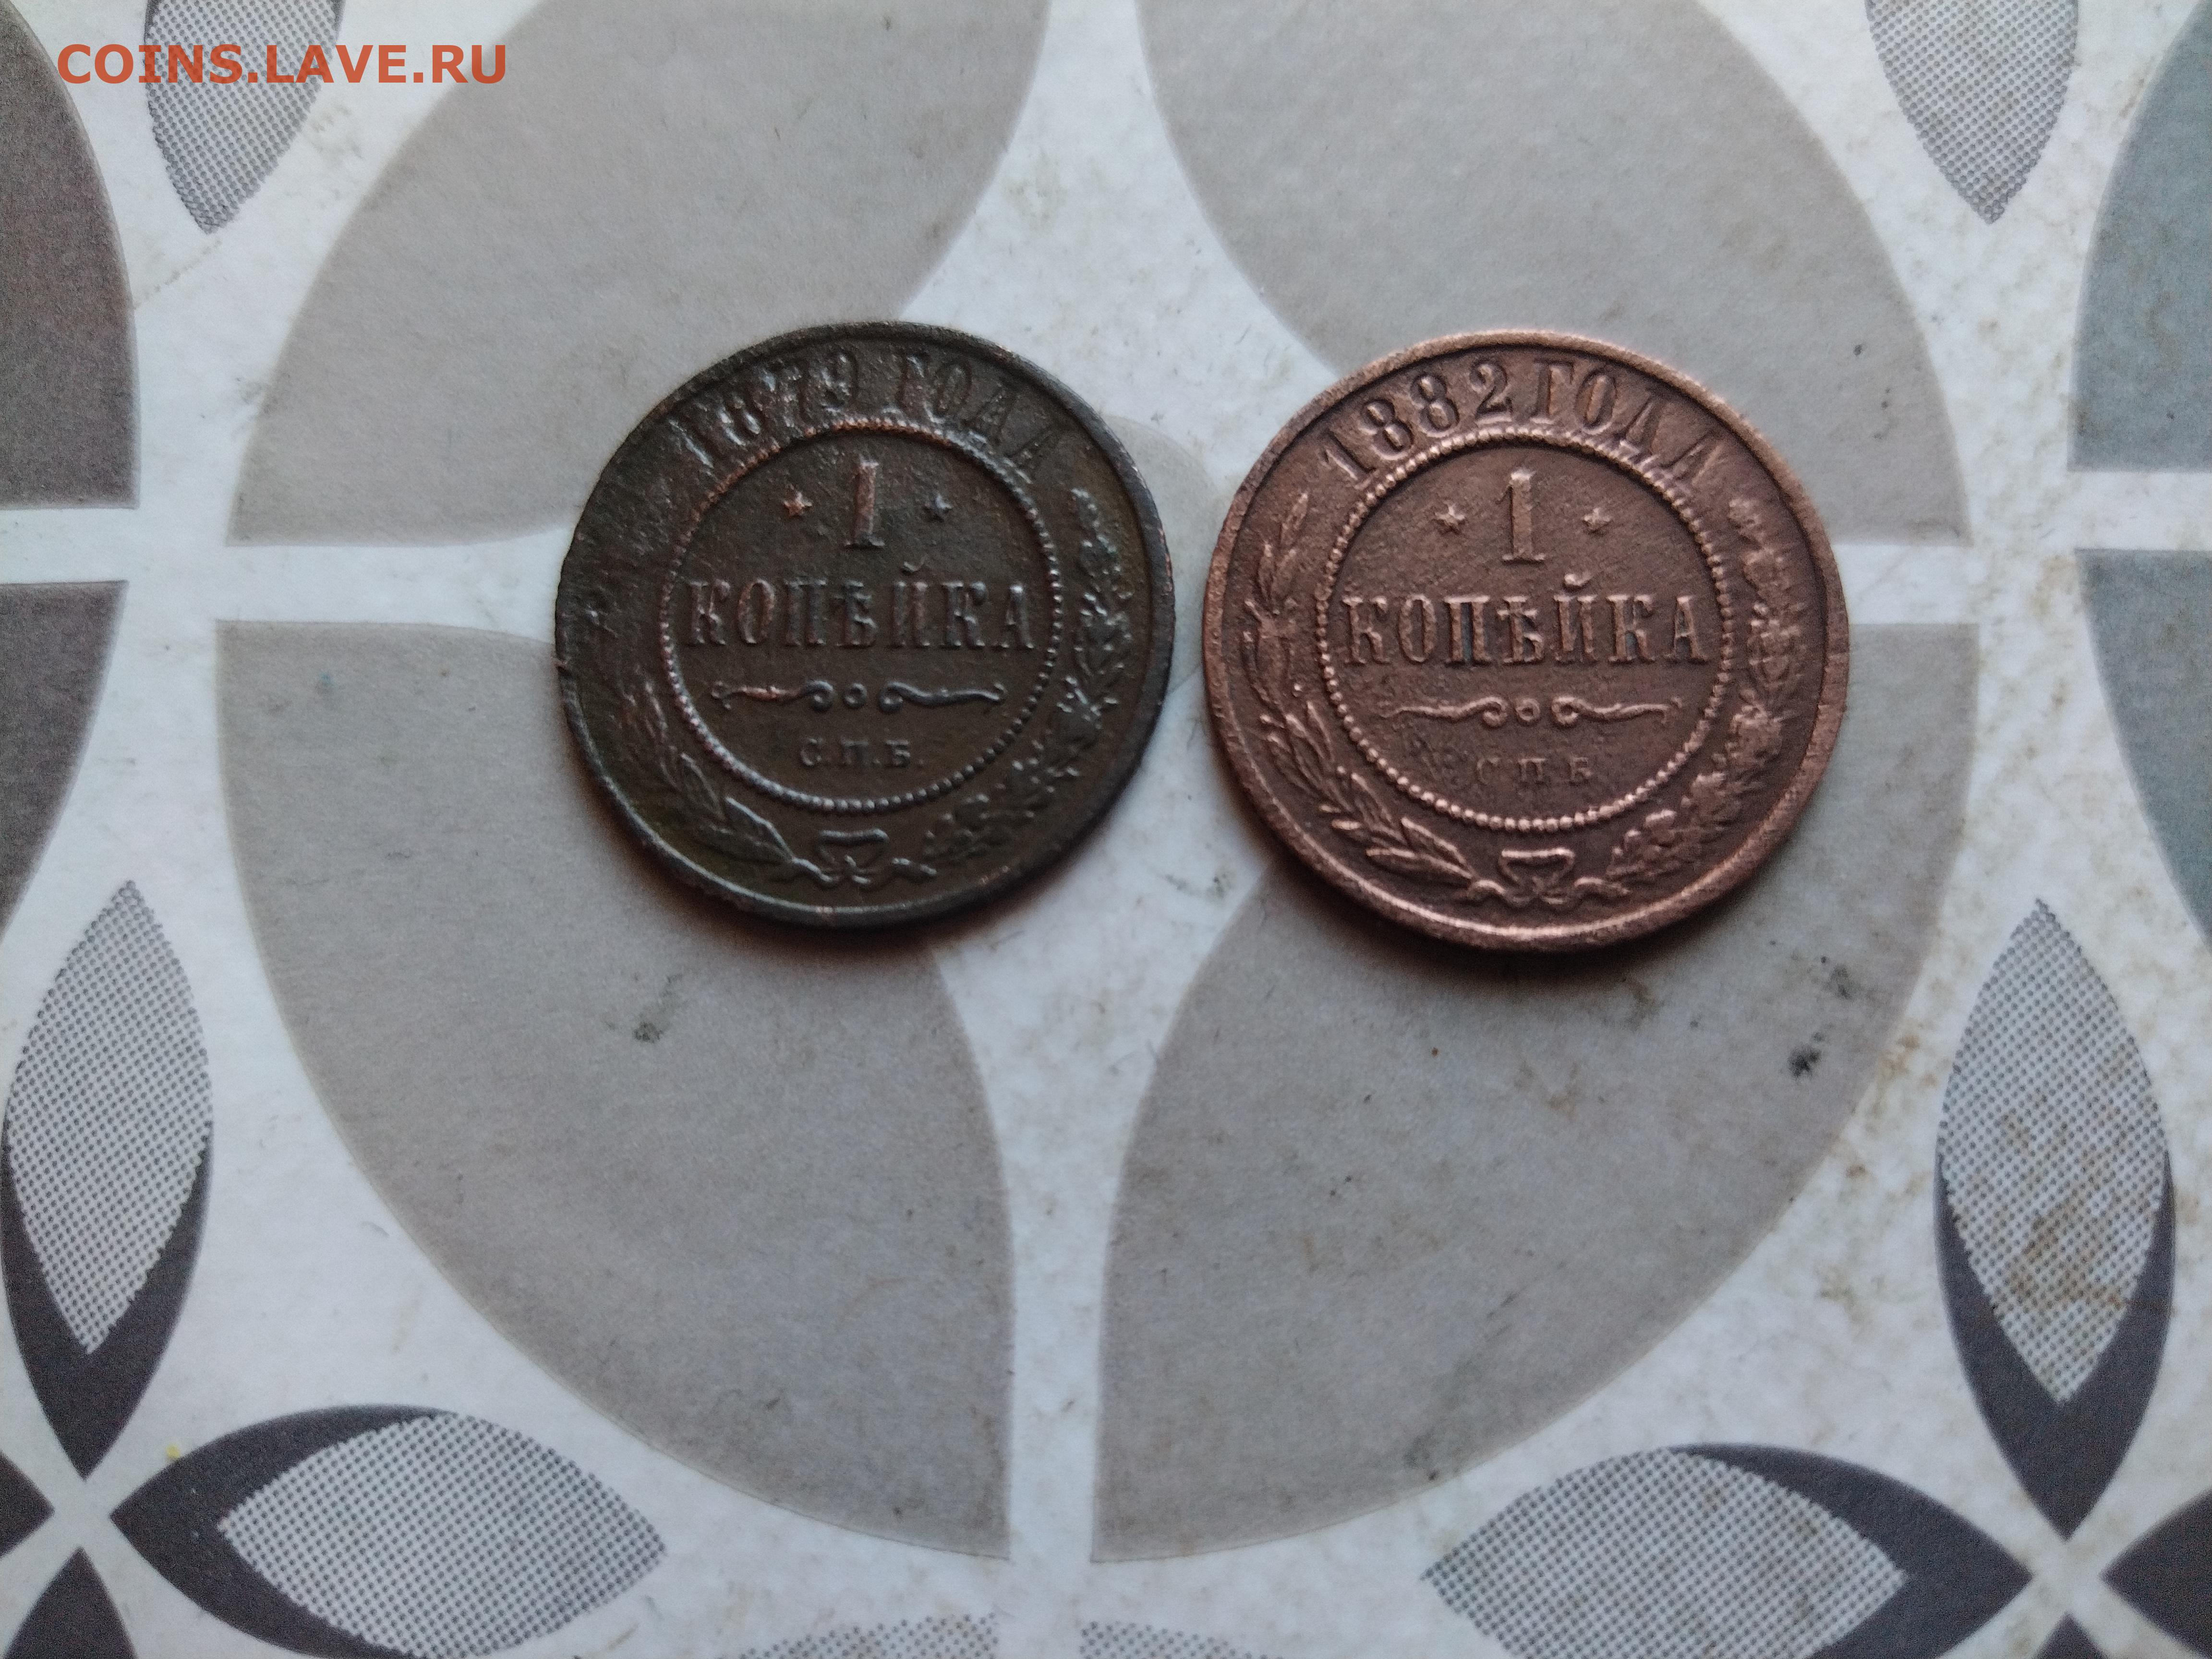 COINS.LAVE.RU
1879 ГОДА
1
КОПѢЙКА
С.П.Б.
1882 ГОДА
1
КОПѢЙКА
С.П.Б.